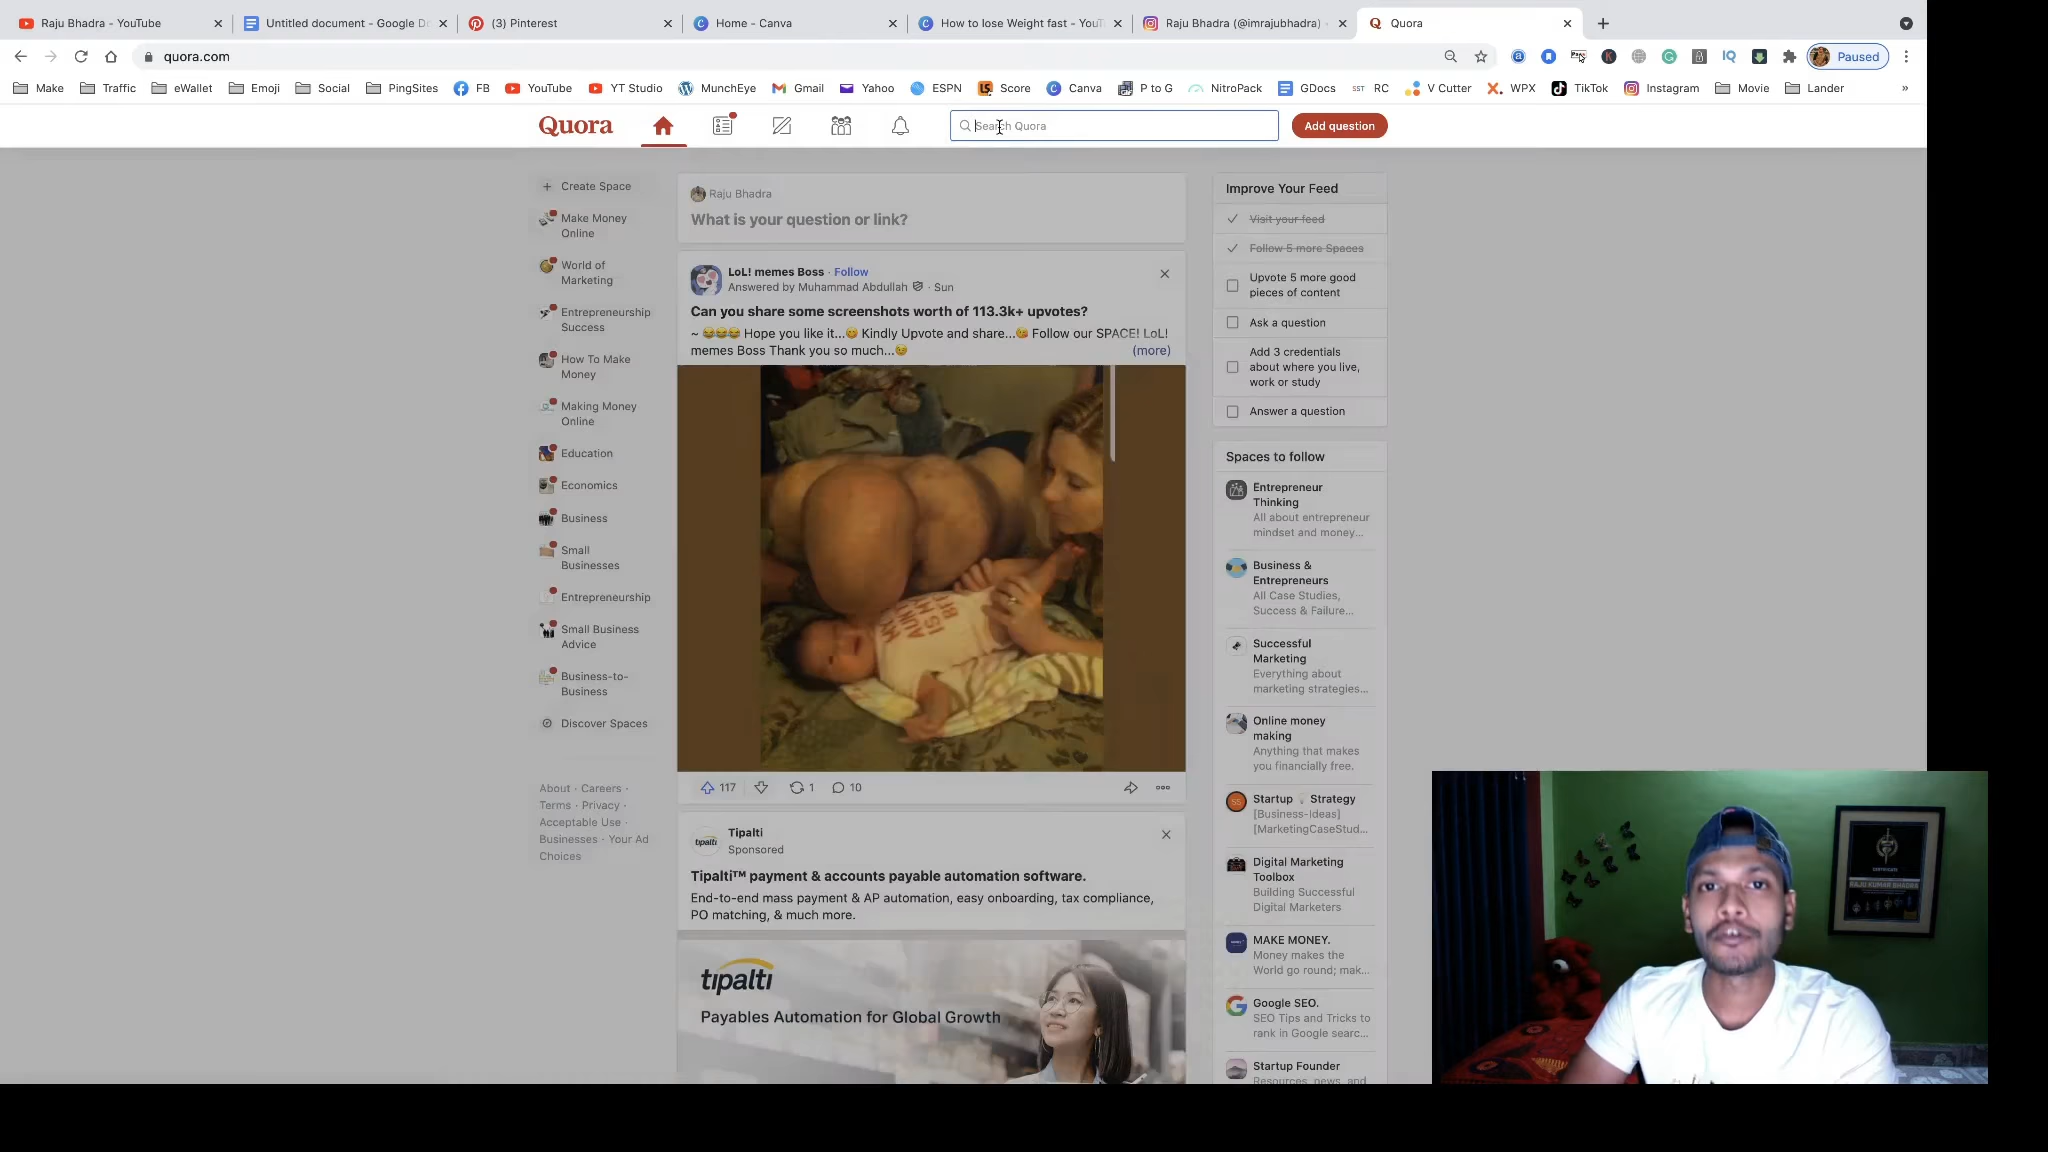 Raju Bhadra - YouTube
Untitled document - Google Do
(3) Pinterest
Home - Canva
How to lose Weight fast - YouT
Raju Bhadra (@imrajubhadra)
Quora
quora.com
Paused
Make
Traffic
eWallet
Emoji
Social
PingSites
FB
YouTube
YT Studio
MunchEye
Gmail
Yahoo
ESPN
Score
Canva
P to G
NitroPack
GDocs
SST RC
V Cutter
WPX
TikTok
Instagram
Movie
Lander
»
Quora
Search Quora
Add question
Create Space
Make Money
Online
World of
Marketing
Entrepreneurship
Success
How To Make
Money
Making Money
Online
Education
Economics
Business
Small
Businesses
Entrepreneurship
Small Business
Advice
Business-to-
Business
Discover Spaces
About · Careers ·
Terms · Privacy ·
Acceptable Use ·
Businesses · Your Ad
Choices
Raju Bhadra
What is your question or link?
LoL! memes Boss · Follow
Answered by Muhammad Abdullah · Sun
Can you share some screenshots worth of 113.3k+ upvotes?
~ 😂😂😂 Hope you like it...😊 Kindly Upvote and share...😘 Follow our SPACE! LoL!
memes Boss Thank you so much...😉 (more)
117
1
10
Tipalti
Sponsored
Tipalti™ payment & accounts payable automation software.
End-to-end mass payment & AP automation, easy onboarding, tax compliance,
PO matching, & much more.
tipalti
Payables Automation for Global Growth
Improve Your Feed
Visit your feed
Follow 5 more Spaces
Upvote 5 more good
pieces of content
Ask a question
Add 3 credentials
about where you live,
work or study
Answer a question
Spaces to follow
Entrepreneur
Thinking
All about entrepreneur
mindset and money...
Business &
Entrepreneurs
All Case Studies,
Success & Failure...
Successful
Marketing
Everything about
marketing strategies...
Online money
making
Anything that makes
you financially free.
Startup Strategy
[Business-Ideas]
[MarketingCaseStud...
Digital Marketing
Toolbox
Building Successful
Digital Marketers
MAKE MONEY.
Money makes the
World go round; mak...
Google SEO.
SEO Tips and Tricks to
rank in Google searc...
Startup Founder
Resources, news, and
RAJU KUMAR BHADRA